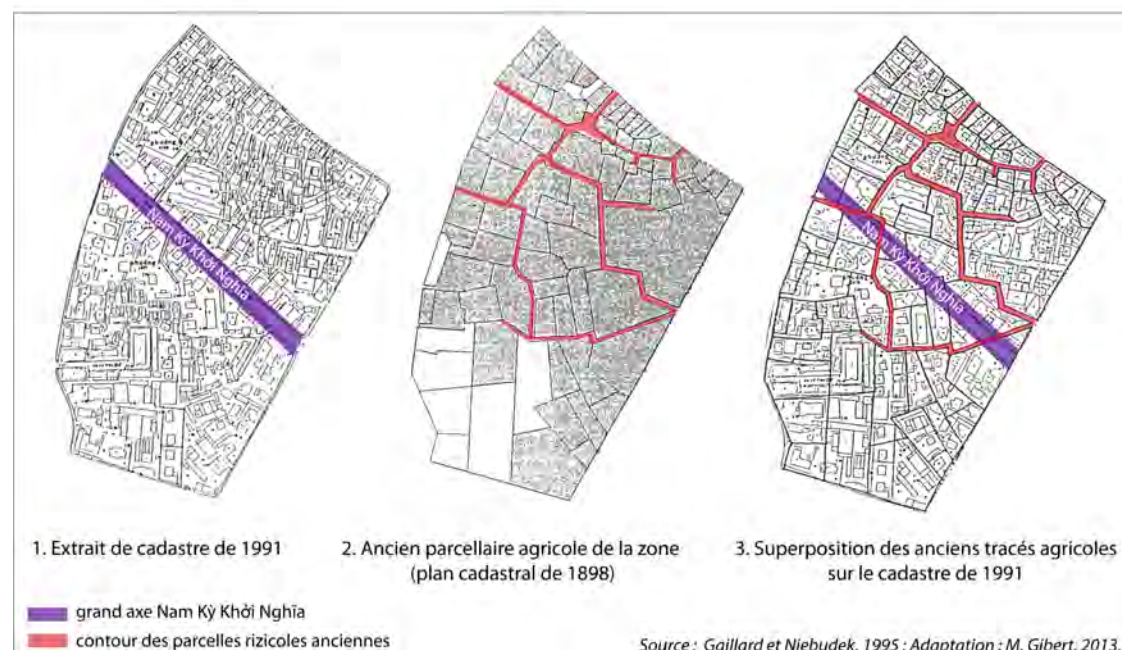 Nam Kỳ Khởi Nghĩa
Nam Kỳ Khởi Nghĩa
1. Extrait de cadastre de 1991
2. Ancien parcellaire agricole de la zone
(plan cadastral de 1898)
3. Superposition des anciens tracés agricoles
sur le cadastre de 1991
grand axe Nam Kỳ Khởi Nghĩa
contour des parcelles rizicoles anciennes
Source : Gaillard et Niebudek, 1995 ; Adaptation : M. Gibert, 2013.